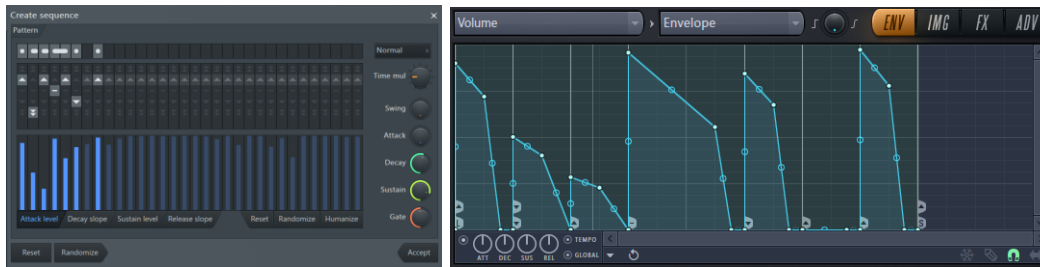 Create sequence
Pattern
Normal
Time mul
Swing
Attack
Decay
Sustain
Gate
Attack level Decay slope Sustain level Release slope Reset Randomize Humanize
Reset Randomize Accept
Volume Envelope ENV IMG FX ADV
TEMPO
GLOBAL
ATT DEC SUS REL